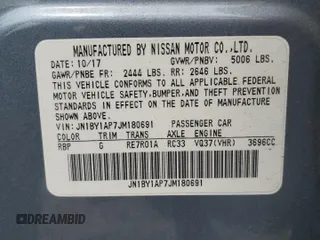 MANUFACTURED BY NISSAN MOTOR CO.,LTD.
DATE: 10/17 GVWR/PNBV: 5006 LBS.
GAWR/PNBE FR: 2444 LBS. RR: 2646 LBS.
THIS VEHICLE CONFORMS TO ALL APPLICABLE FEDERAL
MOTOR VEHICLE SAFETY,BUMPER,AND THEFT PREVENTION
STANDARDS IN EFFECT ON THE DATE OF MANUFACTURE
SHOWN ABOVE.
VIN: JN1BY1AP7JM180691 PASSENGER CAR
COLOR TRIM TRANS AXLE ENGINE
RBP G RE7R01A RC33 VQ37(VHR) 3696CC
JN1BY1AP7JM180691
DREAMBID